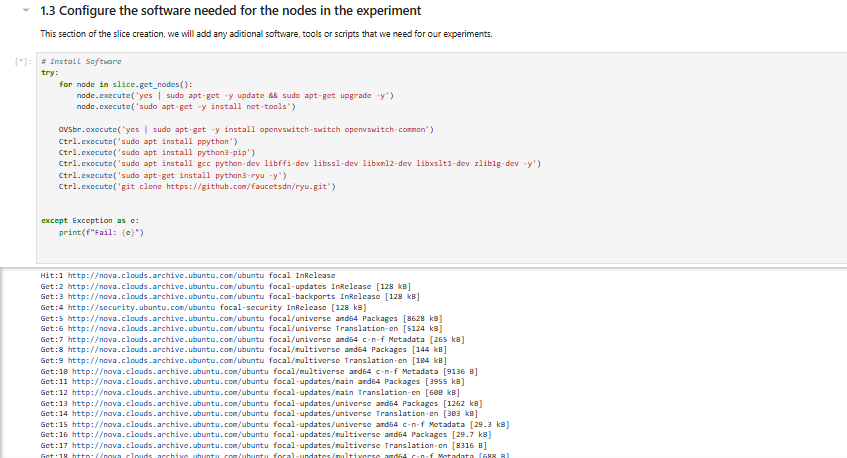 1.3 Configure the software needed for the nodes in the experiment
This section of the slice creation, we will add any aditional software, tools or scripts that we need for our experiments.
[*]: # Install Software
try:
for node in slice.get_nodes():
node.execute('yes | sudo apt-get -y update && sudo apt-get upgrade -y')
node.execute('sudo apt-get -y install net-tools')
OVSbr.execute('yes | sudo apt-get -y install openvswitch-switch openvswitch-common')
Ctrl.execute('sudo apt install ppython')
Ctrl.execute('sudo apt install python3-pip')
Ctrl.execute('sudo apt install gcc python-dev libffi-dev libssl-dev libxml2-dev libxslt1-dev zlib1g-dev -y')
Ctrl.execute('sudo apt-get install python3-ryu -y')
Ctrl.execute('git clone https://github.com/faucetsdn/ryu.git')
except Exception as e:
print(f"Fail: {e}")
Hit:1 http://nova.clouds.archive.ubuntu.com/ubuntu focal InRelease
Get:2 http://nova.clouds.archive.ubuntu.com/ubuntu focal-updates InRelease [128 kB]
Get:3 http://nova.clouds.archive.ubuntu.com/ubuntu focal-backports InRelease [128 kB]
Get:4 http://security.ubuntu.com/ubuntu focal-security InRelease [128 kB]
Get:5 http://nova.clouds.archive.ubuntu.com/ubuntu focal/universe amd64 Packages [8628 kB]
Get:6 http://nova.clouds.archive.ubuntu.com/ubuntu focal/universe Translation-en [5124 kB]
Get:7 http://nova.clouds.archive.ubuntu.com/ubuntu focal/universe amd64 c-n-f Metadata [265 kB]
Get:8 http://nova.clouds.archive.ubuntu.com/ubuntu focal/multiverse amd64 Packages [144 kB]
Get:9 http://nova.clouds.archive.ubuntu.com/ubuntu focal/multiverse Translation-en [104 kB]
Get:10 http://nova.clouds.archive.ubuntu.com/ubuntu focal/multiverse amd64 c-n-f Metadata [9136 B]
Get:11 http://nova.clouds.archive.ubuntu.com/ubuntu focal-updates/main amd64 Packages [3955 kB]
Get:12 http://nova.clouds.archive.ubuntu.com/ubuntu focal-updates/main Translation-en [600 kB]
Get:13 http://nova.clouds.archive.ubuntu.com/ubuntu focal-updates/universe amd64 Packages [1262 kB]
Get:14 http://nova.clouds.archive.ubuntu.com/ubuntu focal-updates/universe Translation-en [303 kB]
Get:15 http://nova.clouds.archive.ubuntu.com/ubuntu focal-updates/universe amd64 c-n-f Metadata [29.3 kB]
Get:16 http://nova.clouds.archive.ubuntu.com/ubuntu focal-updates/multiverse amd64 Packages [29.7 kB]
Get:17 http://nova.clouds.archive.ubuntu.com/ubuntu focal-updates/multiverse Translation-en [8316 B]
Get:18 http://nova.clouds.archive.ubuntu.com/ubuntu focal-updates/multiverse amd64 c-n-f Metadata [688 B]